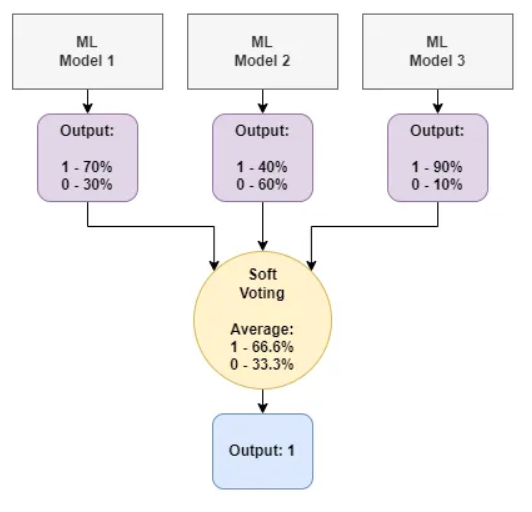 ML
Model 1
ML
Model 2
ML
Model 3
Output:
1 - 70%
0 - 30%
Output:
1 - 40%
0 - 60%
Output:
1 - 90%
0 - 10%
Soft
Voting
Average:
1 - 66.6%
0 - 33.3%
Output: 1